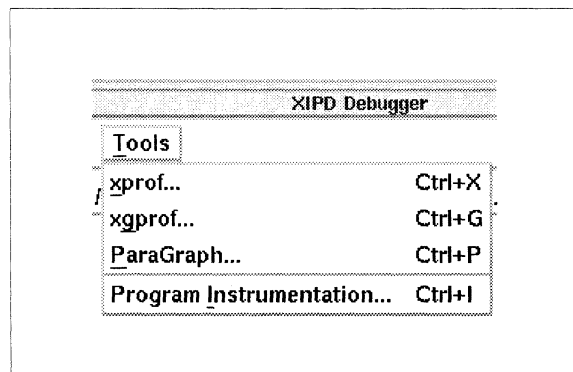 XIPD Debugger
Tools
xprof... Ctrl+X
xgprof... Ctrl+G
ParaGraph... Ctrl+P
Program Instrumentation... Ctrl+I